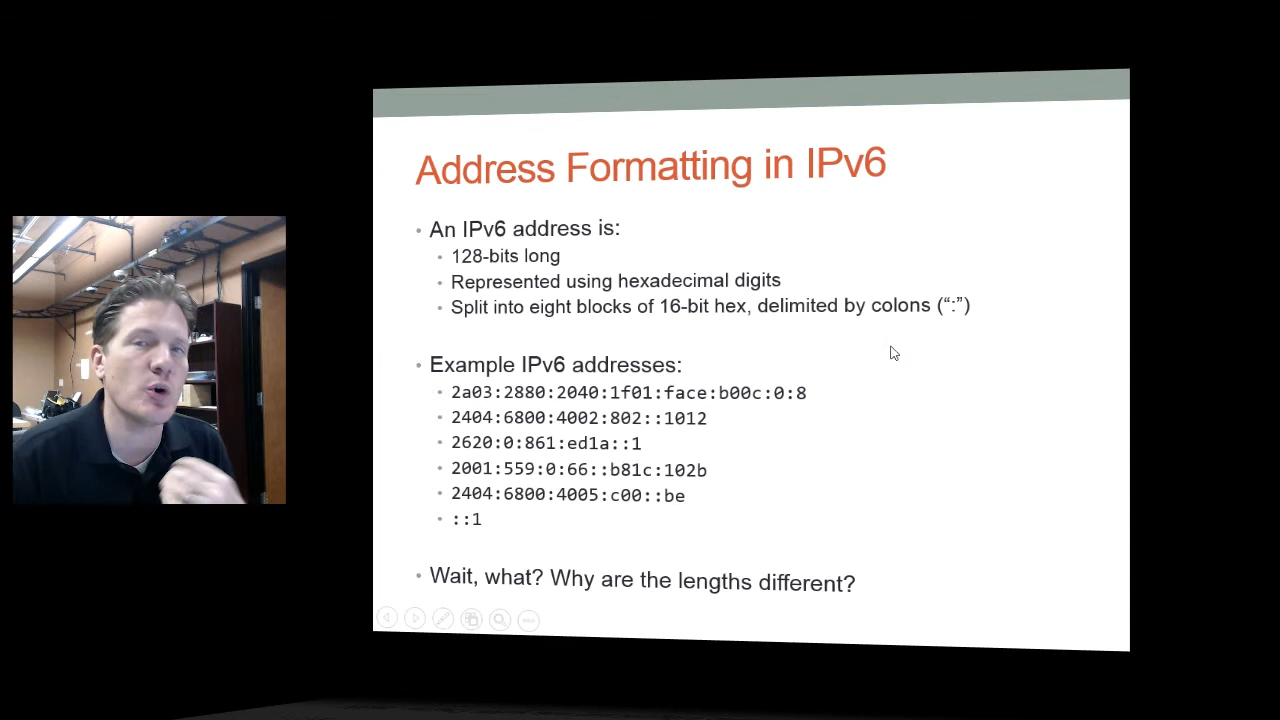 Address Formatting in IPv6
• An IPv6 address is:
• 128-bits long
• Represented using hexadecimal digits
• Split into eight blocks of 16-bit hex, delimited by colons (“:”)
• Example IPv6 addresses:
• 2a03:2880:2040:1f01:face:b00c:0:8
• 2404:6800:4002:802::1012
• 2620:0:861:ed1a::1
• 2001:559:0:66::b81c:102b
• 2404:6800:4005:c00::be
• ::1
• Wait, what? Why are the lengths different?